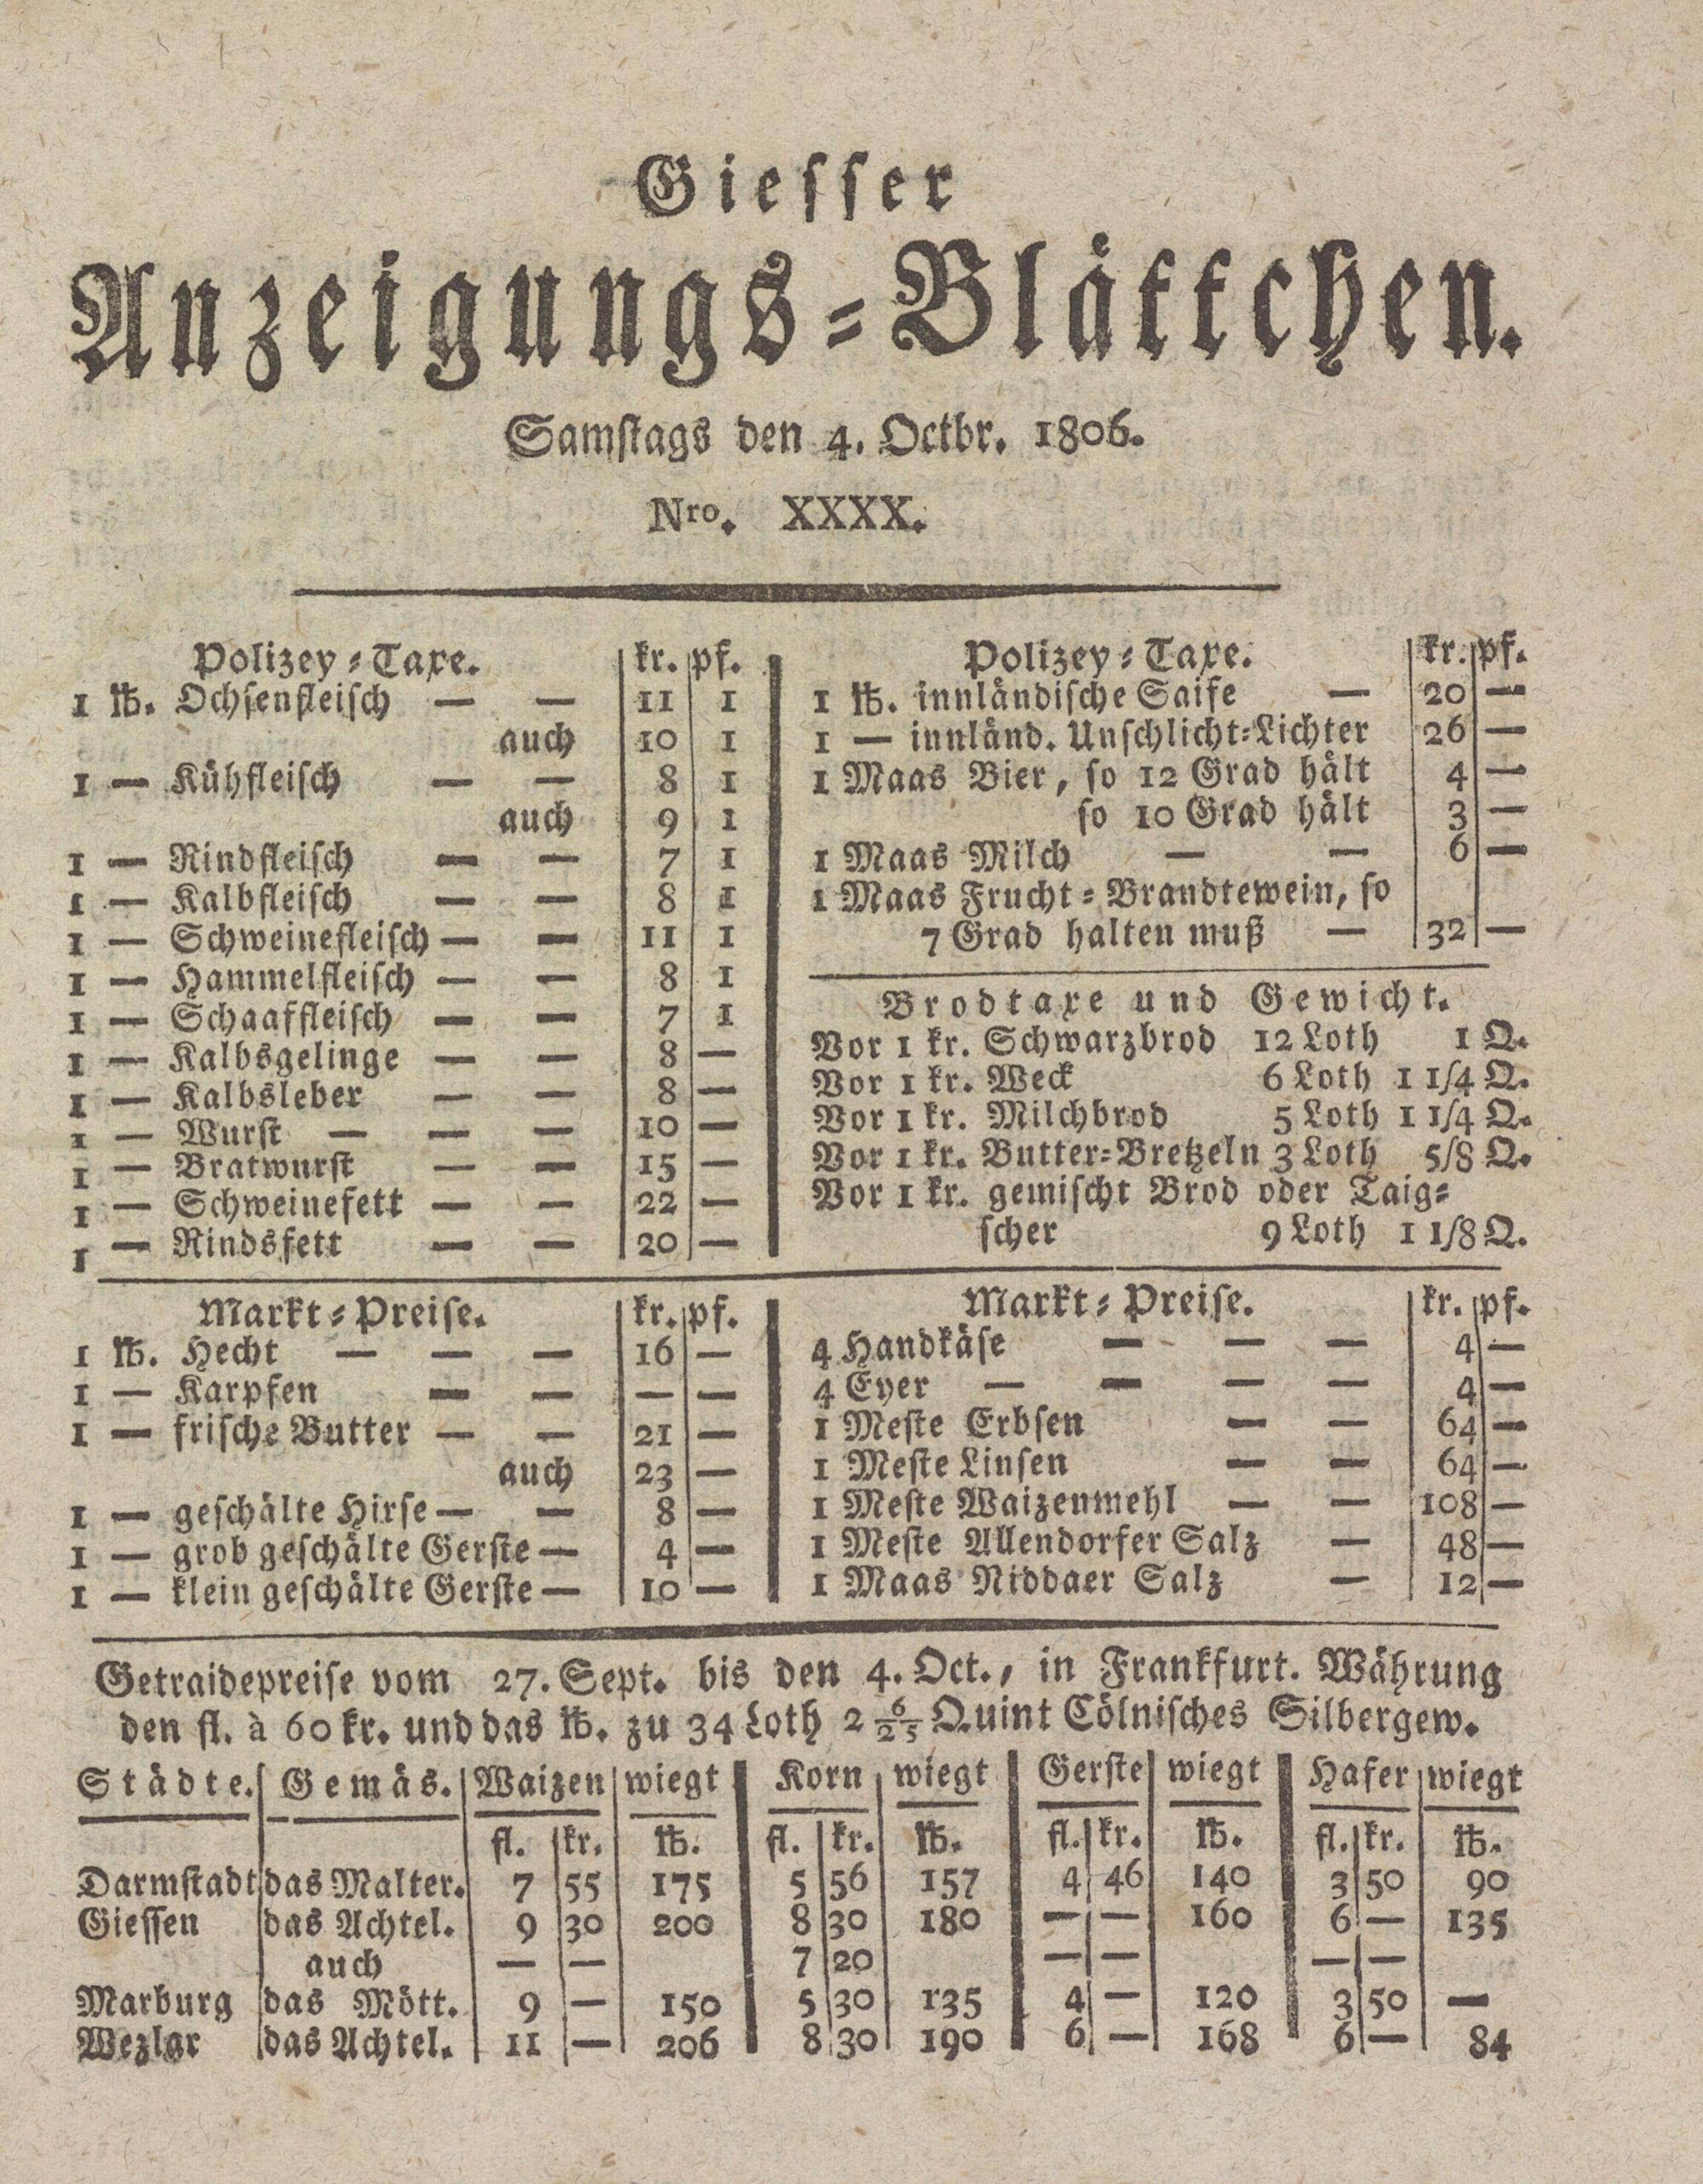 Giesser
Anzeigungs-Blåttchen.
Samstags den 4. Octbr. 1806.
Nro. XXXX.
Polizey-Taxe. kr. pf.
1 ℔. Ochsenfleisch — — 11 1
auch 10 1
1 — Kühfleisch — — 8 1
auch 9 1
1 — Rindfleisch — — 7 1
1 — Kalbfleisch — — 8 1
1 — Schweinefleisch — — 11 1
1 — Hammelfleisch — — 8 1
1 — Schaaffleisch — — 7 1
1 — Kalbsgelinge — — 8 —
1 — Kalbsleber — — 8 —
1 — Wurst — — — 10 —
1 — Bratwurst — — 15 —
1 — Schweinefett — — 22 —
1 — Rindsfett — — 20 —
Polizey-Taxe. kr. pf.
1 ℔. innländische Saife — 20 —
1 — innländ. Unschlicht-Lichter 26 —
1 Maas Bier, so 12 Grad hält 4 —
so 10 Grad hält 3 —
1 Maas Milch — — 6 —
1 Maas Frucht-Brandtewein, so
7 Grad halten muß — 32 —
Brodtaxe und Gewicht.
Vor 1 kr. Schwarzbrod 12 Loth 1 Q.
Vor 1 kr. Weck 6 Loth 1 1/4 Q.
Vor 1 kr. Milchbrod 5 Loth 1 1/4 Q.
Vor 1 kr. Butter-Bretzeln 3 Loth 5/8 Q.
Vor 1 kr. gemischt Brod oder Taig-
scher 9 Loth 1 1/8 Q.
Markt-Preise. kr. pf.
1 ℔. Hecht — — — 16 —
1 — Karpfen — — — —
1 — frische Butter — — 21 —
auch 23 —
1 — geschälte Hirse — — 8 —
1 — grob geschälte Gerste — 4 —
1 — klein geschälte Gerste — 10 —
Markt-Preise. kr. pf.
4 Handkäse — — — 4 —
4 Eyer — — — — 4 —
1 Meste Erbsen — — 64 —
1 Meste Linsen — — 64 —
1 Meste Waizenmehl — — 108 —
1 Meste Allendorfer Salz — 48 —
1 Maas Niddaer Salz — 12 —
Getraidepreise vom 27. Sept. bis den 4. Oct., in Frankfurt. Währung
den fl. à 60 kr. und das ℔. zu 34 Loth 2 6/25 Quint Cölnisches Silbergew.
Städte. Gemäs. Waizen wiegt Korn wiegt Gerste wiegt Hafer wiegt
fl. kr. ℔. fl. kr. ℔. fl. kr. ℔. fl. kr. ℔.
Darmstadt das Malter. 7 55 175 5 56 157 4 46 140 3 50 90
Giessen das Achtel. 9 30 200 8 30 180 — — 160 6 — 135
auch — — 7 20 — — — —
Marburg das Mött. 9 — 150 5 30 135 4 — 120 3 50 —
Wezlar das Achtel. 11 — 206 8 30 190 6 — 168 6 — 84